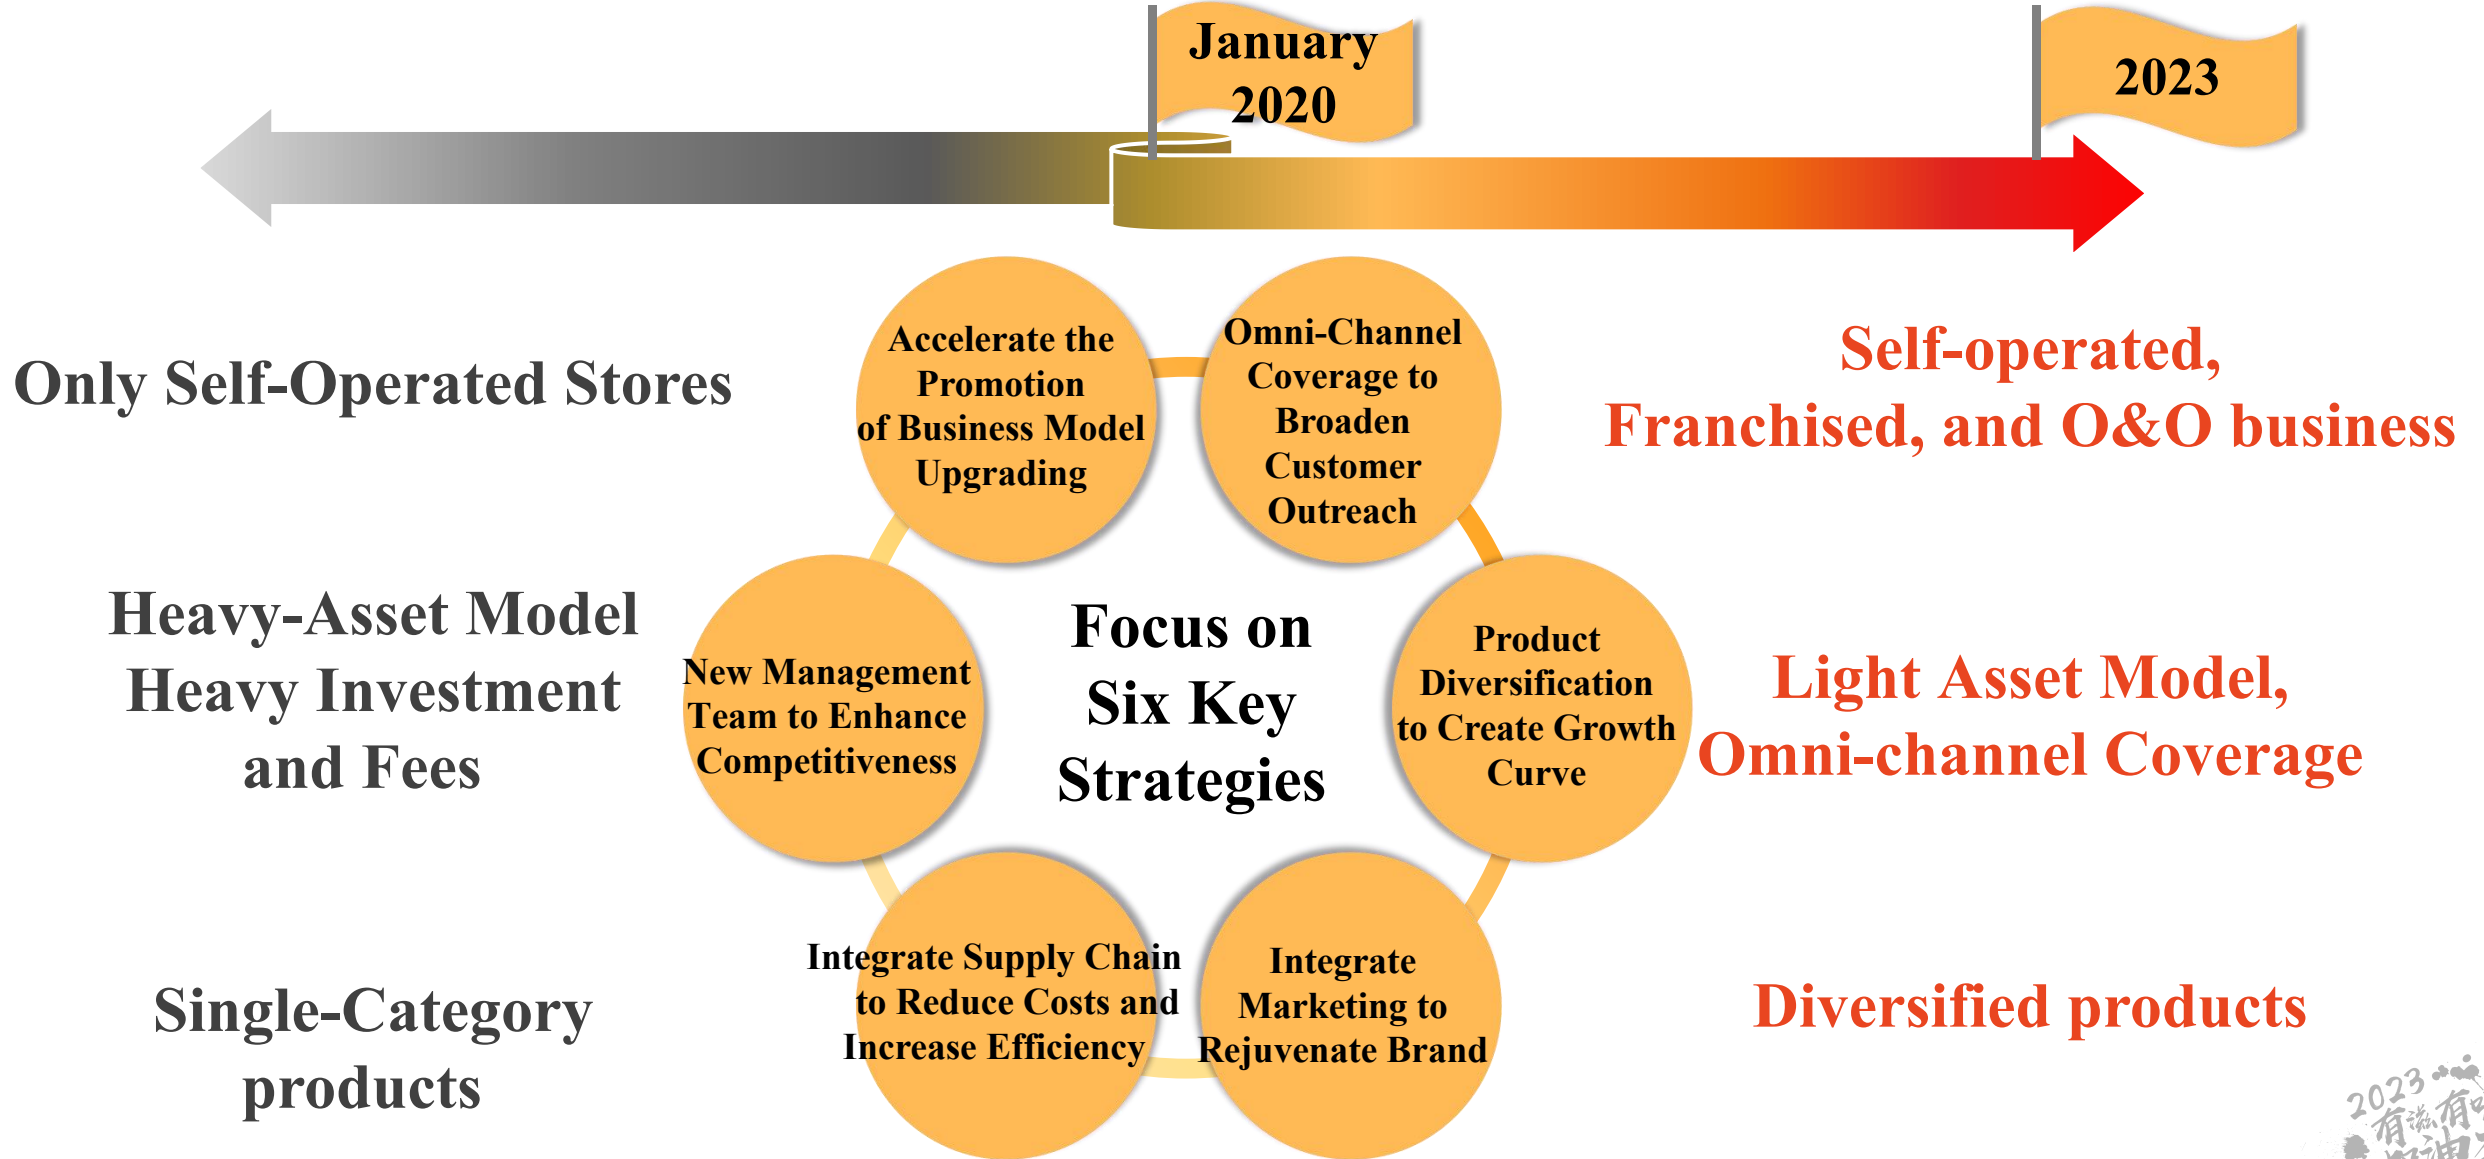 January
2020
2023
Only Self-Operated Stores
Heavy-Asset Model
Heavy Investment
and Fees
Single-Category
products
Accelerate the
Promotion
of Business Model
Upgrading
Omni-Channel
Coverage to
Broaden
Customer
Outreach
New Management
Team to Enhance
Competitiveness
Focus on
Six Key
Strategies
Product
Diversification
to Create Growth
Curve
Integrate Supply Chain
to Reduce Costs and
Increase Efficiency
Integrate
Marketing to
Rejuvenate Brand
Self-operated,
Franchised, and O&O business
Light Asset Model,
Omni-channel Coverage
Diversified products
2023
有滋有